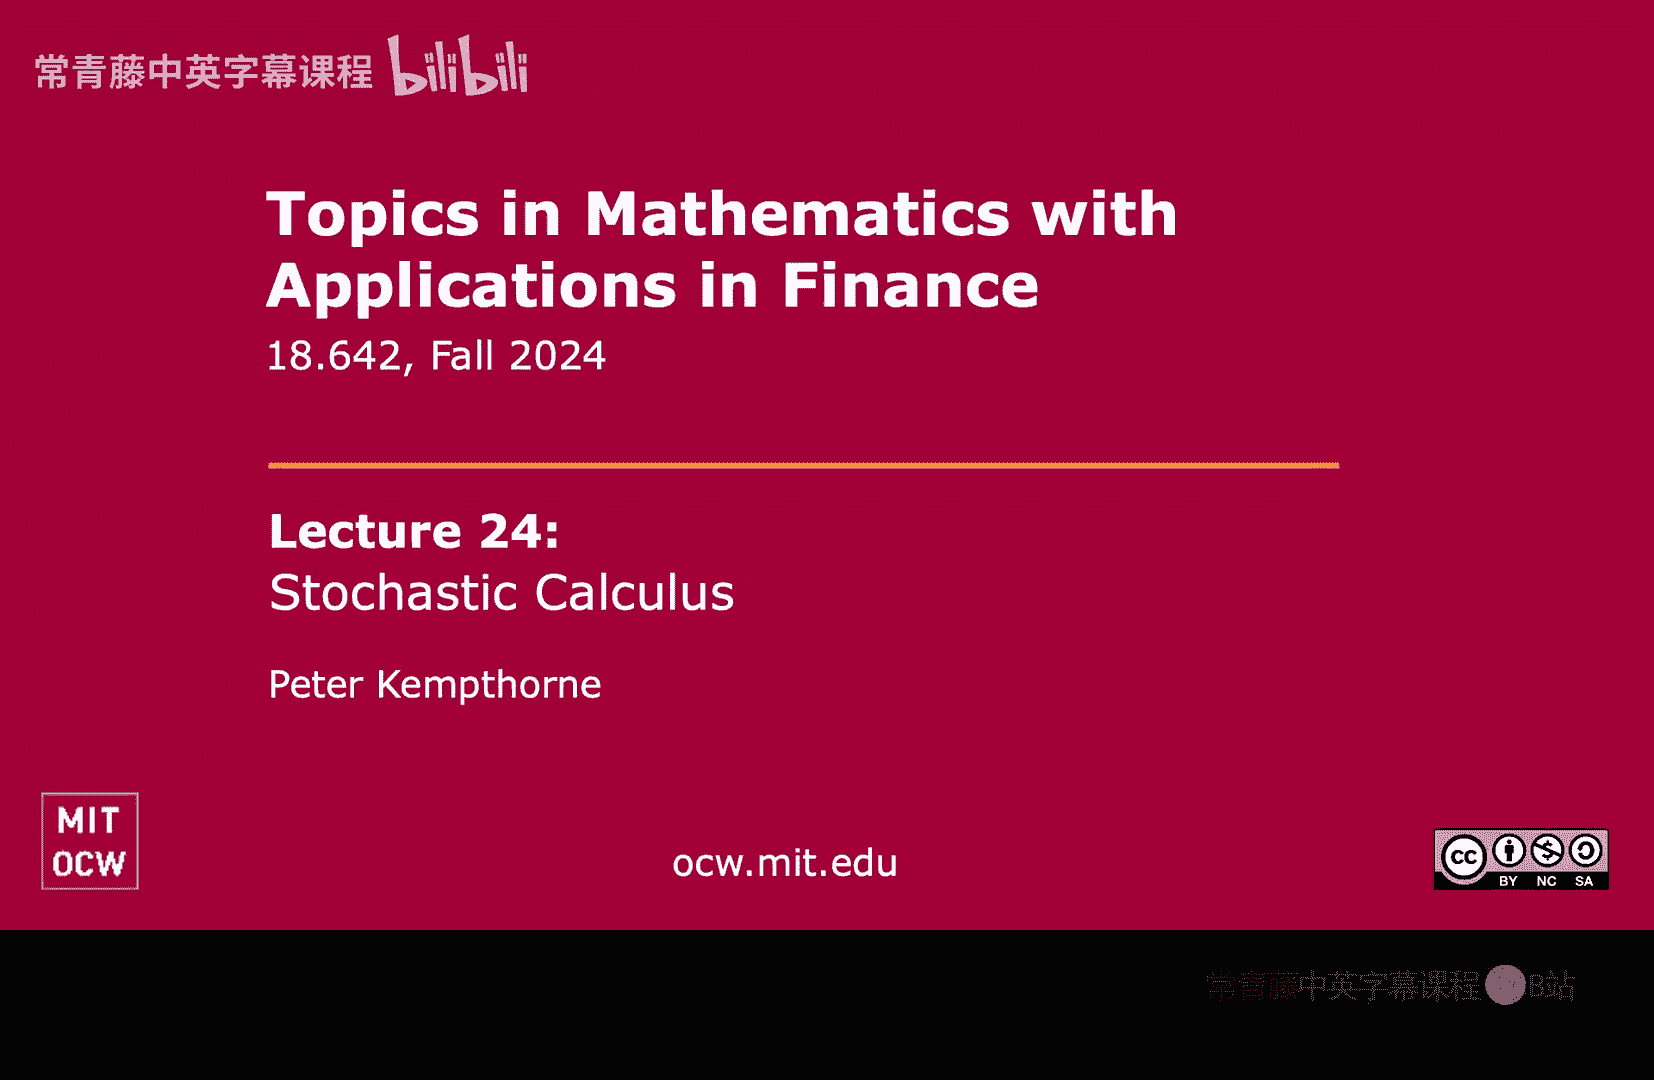 常青藤中英字幕课程 bilibili
Topics in Mathematics with
Applications in Finance
18.642, Fall 2024
Lecture 24:
Stochastic Calculus
Peter Kempthorne
MIT
OCW
ocw.mit.edu
cc
BY NC SA
常青藤中英字幕课程 B站